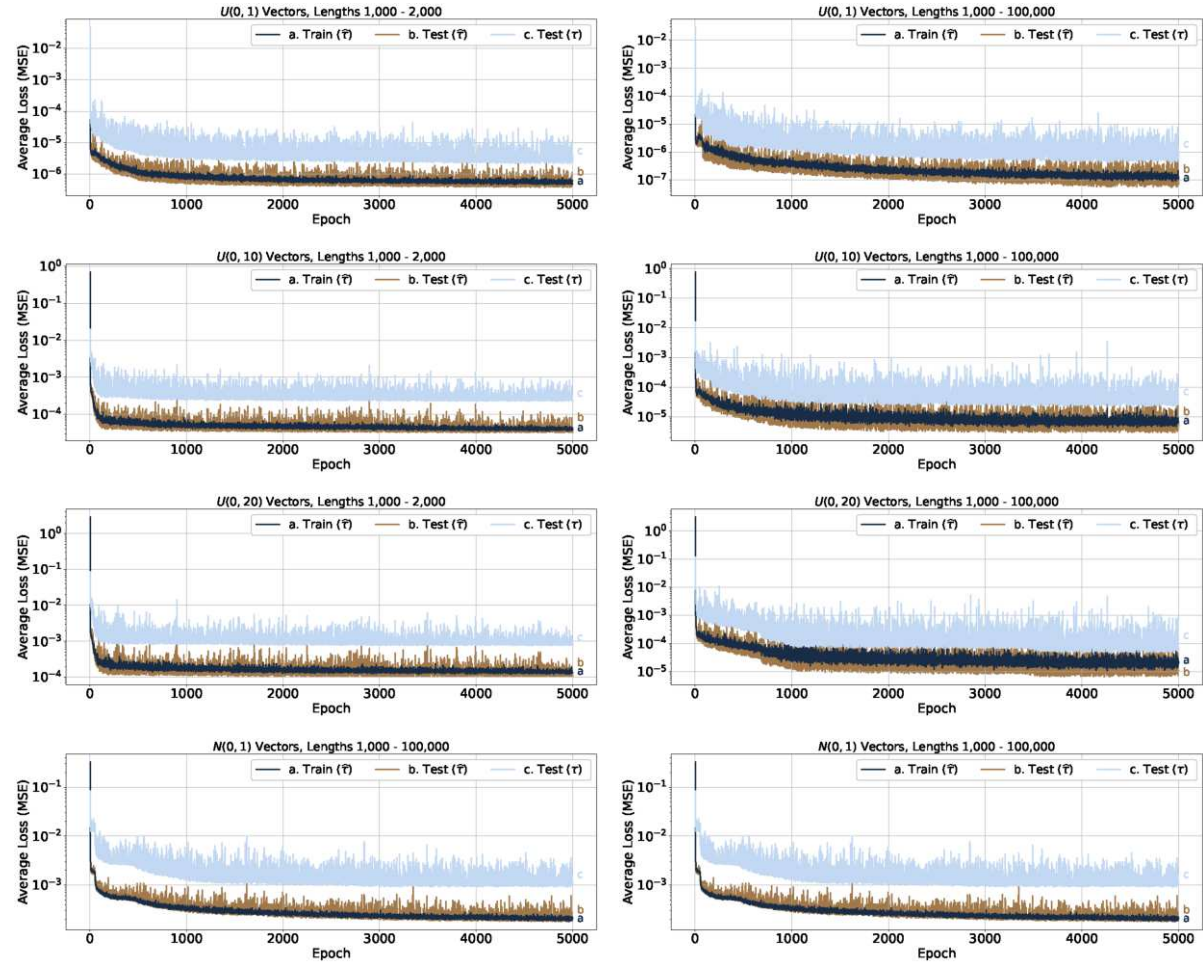 U(0, 1) Vectors, Lengths 1,000 - 2,000
a. Train (τ̂) b. Test (τ̂) c. Test (τ)
Average Loss (MSE)
10⁻²
10⁻³
10⁻⁴
10⁻⁵
10⁻⁶
c
b
a
0 1000 2000 3000 4000 5000
Epoch
U(0, 1) Vectors, Lengths 1,000 - 100,000
a. Train (τ̂) b. Test (τ̂) c. Test (τ)
Average Loss (MSE)
10⁻²
10⁻³
10⁻⁴
10⁻⁵
10⁻⁶
10⁻⁷
c
b
a
0 1000 2000 3000 4000 5000
Epoch
U(0, 10) Vectors, Lengths 1,000 - 2,000
a. Train (τ̂) b. Test (τ̂) c. Test (τ)
Average Loss (MSE)
10⁰
10⁻¹
10⁻²
10⁻³
10⁻⁴
c
b
a
0 1000 2000 3000 4000 5000
Epoch
U(0, 10) Vectors, Lengths 1,000 - 100,000
a. Train (τ̂) b. Test (τ̂) c. Test (τ)
Average Loss (MSE)
10⁰
10⁻¹
10⁻²
10⁻³
10⁻⁴
10⁻⁵
c
b
a
0 1000 2000 3000 4000 5000
Epoch
U(0, 20) Vectors, Lengths 1,000 - 2,000
a. Train (τ̂) b. Test (τ̂) c. Test (τ)
Average Loss (MSE)
10⁰
10⁻¹
10⁻²
10⁻³
10⁻⁴
c
b
a
0 1000 2000 3000 4000 5000
Epoch
U(0, 20) Vectors, Lengths 1,000 - 100,000
a. Train (τ̂) b. Test (τ̂) c. Test (τ)
Average Loss (MSE)
10⁰
10⁻¹
10⁻²
10⁻³
10⁻⁴
10⁻⁵
c
a
b
0 1000 2000 3000 4000 5000
Epoch
N(0, 1) Vectors, Lengths 1,000 - 100,000
a. Train (τ̂) b. Test (τ̂) c. Test (τ)
Average Loss (MSE)
10⁻¹
10⁻²
10⁻³
c
b
a
0 1000 2000 3000 4000 5000
Epoch
N(0, 1) Vectors, Lengths 1,000 - 100,000
a. Train (τ̂) b. Test (τ̂) c. Test (τ)
Average Loss (MSE)
10⁻¹
10⁻²
10⁻³
c
b
a
0 1000 2000 3000 4000 5000
Epoch